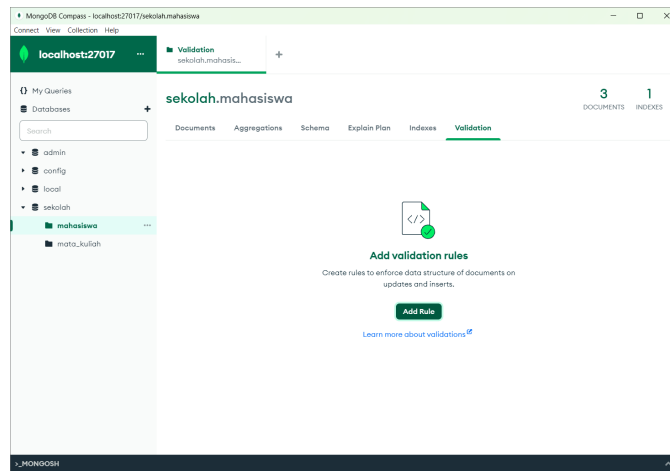 MongoDB Compass - localhost:27017/sekolah.mahasiswa
Connect View Collection Help
localhost:27017 ...
Validation
sekolah.mahasis...
+
{} My Queries
Databases +
Search
admin
config
local
sekolah
mahasiswa ...
mata_kuliah
sekolah.mahasiswa
3
DOCUMENTS
1
INDEXES
Documents Aggregations Schema Explain Plan Indexes Validation
</>
Add validation rules
Create rules to enforce data structure of documents on
updates and inserts.
Add Rule
Learn more about validations
>_MONGOSH